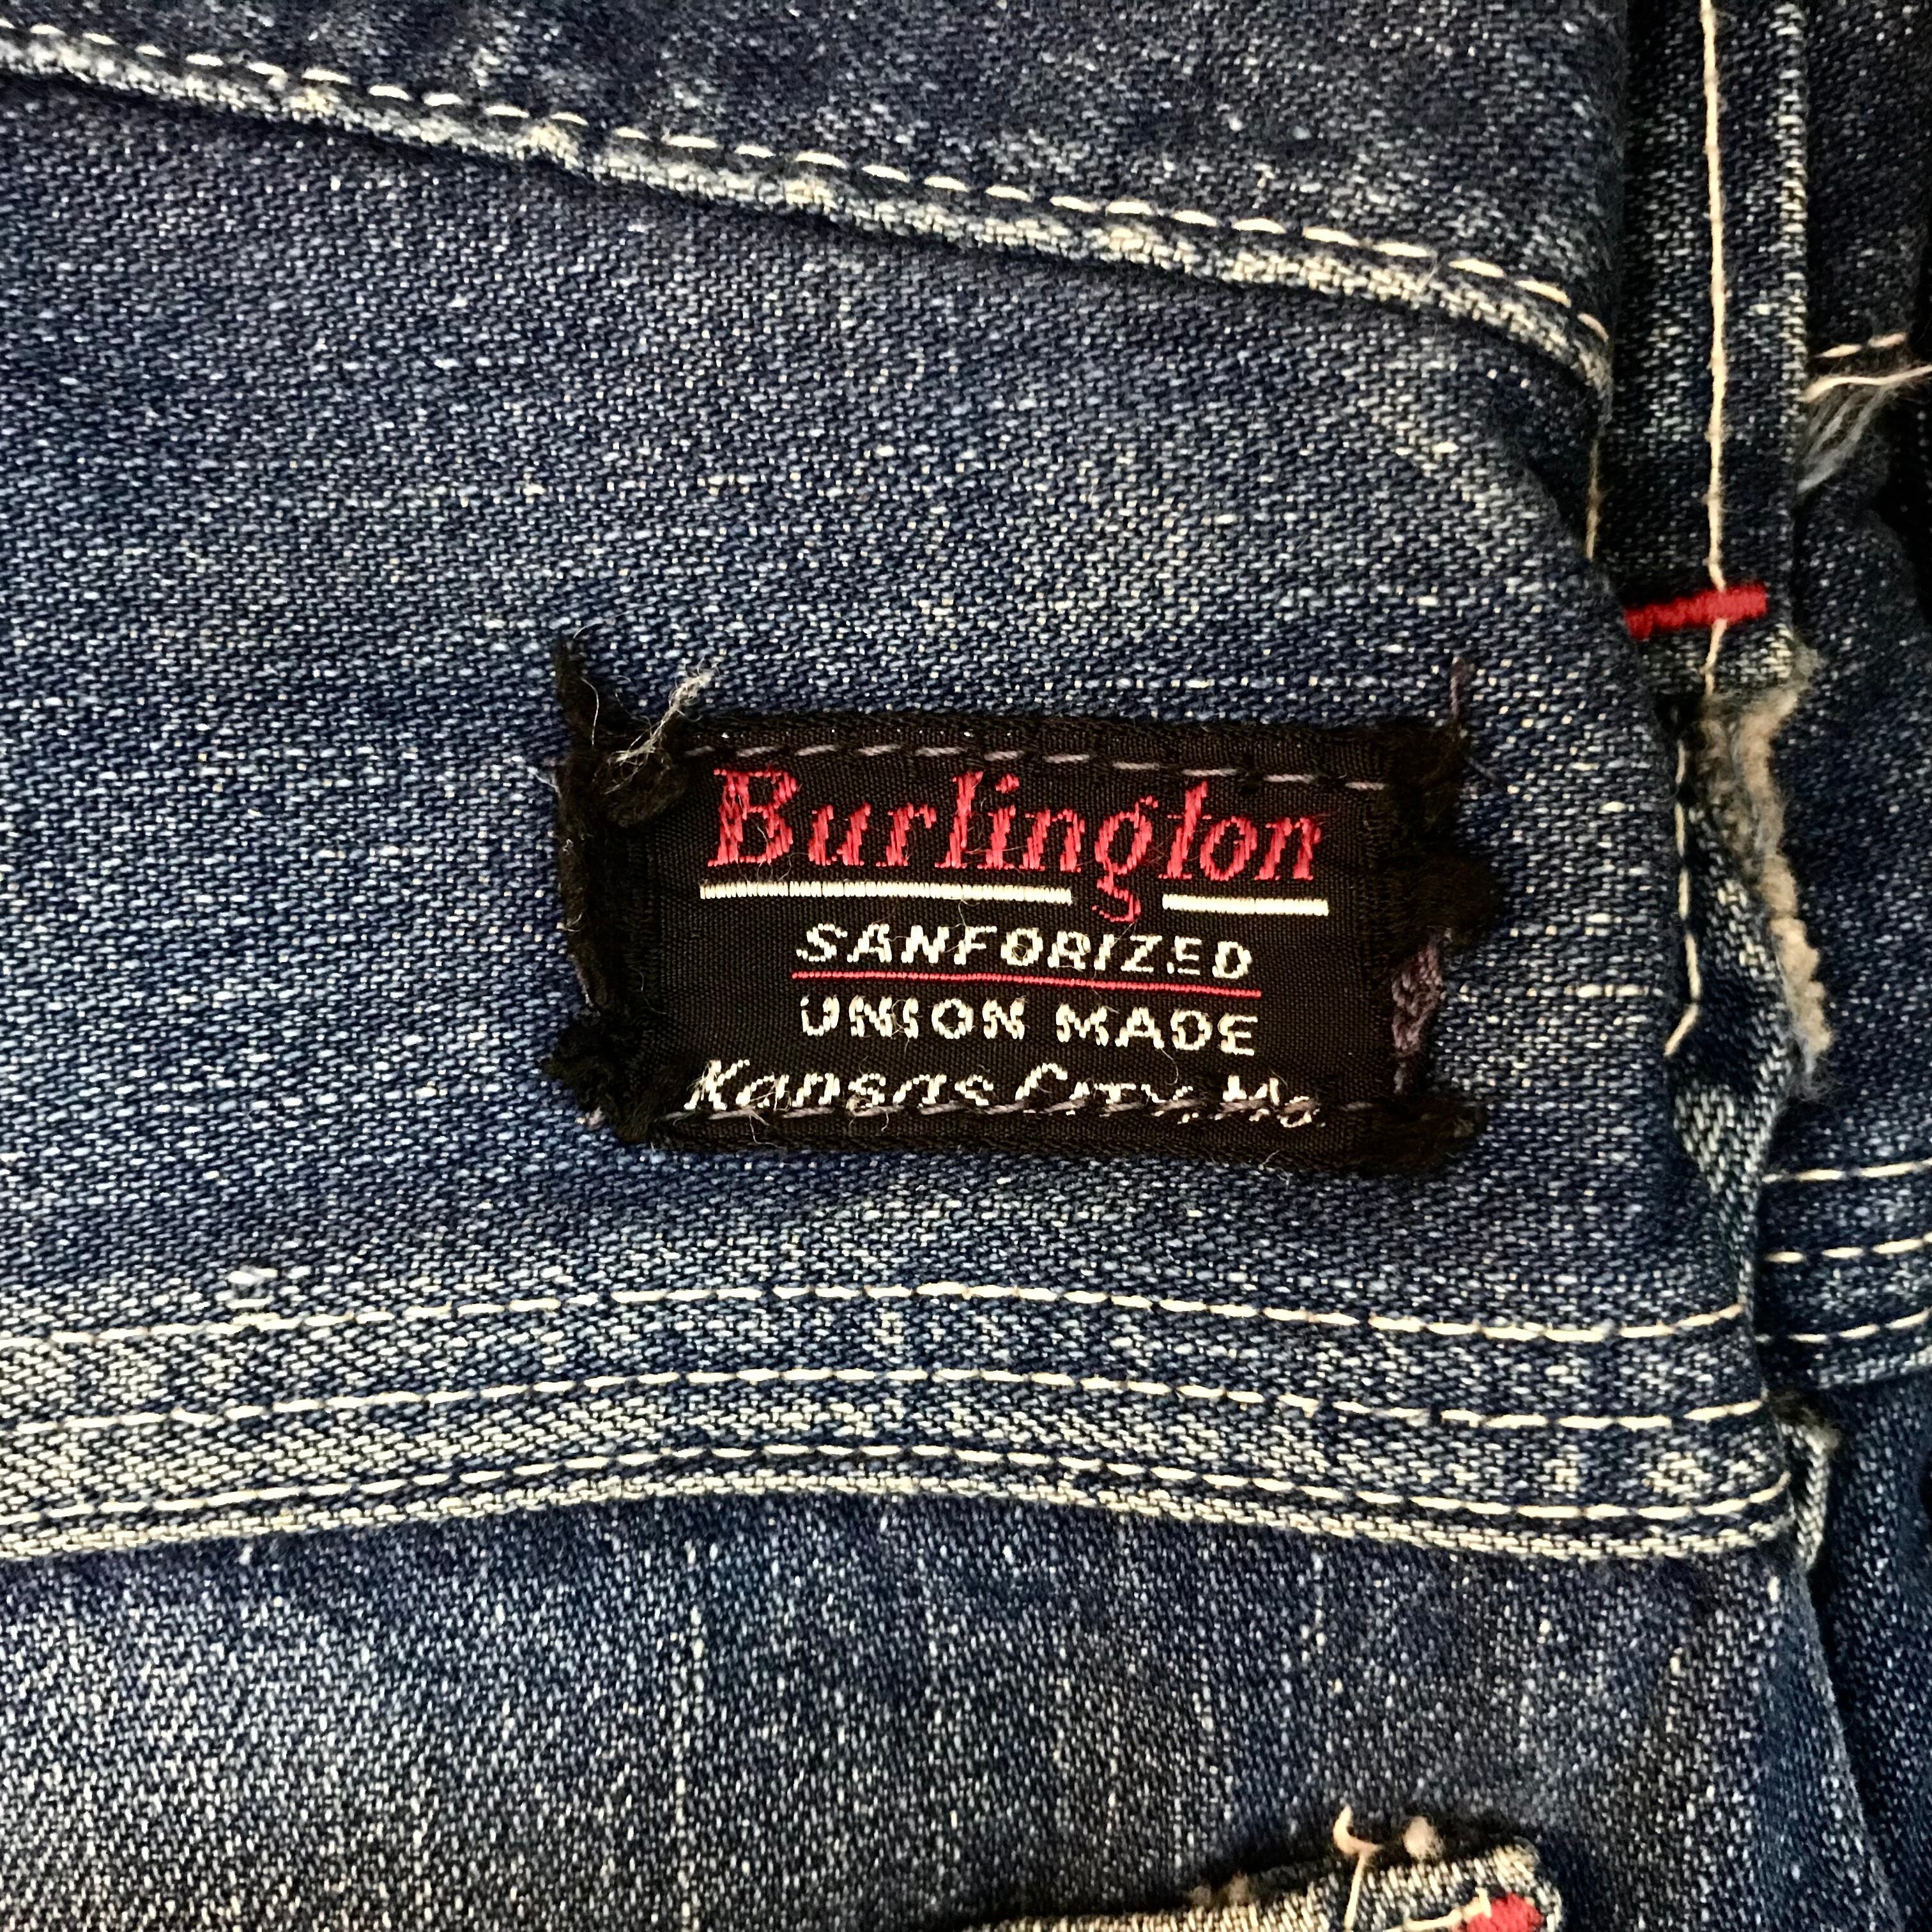 Burlington
SANFORIZED
UNION MADE
Kansas City, Mo.